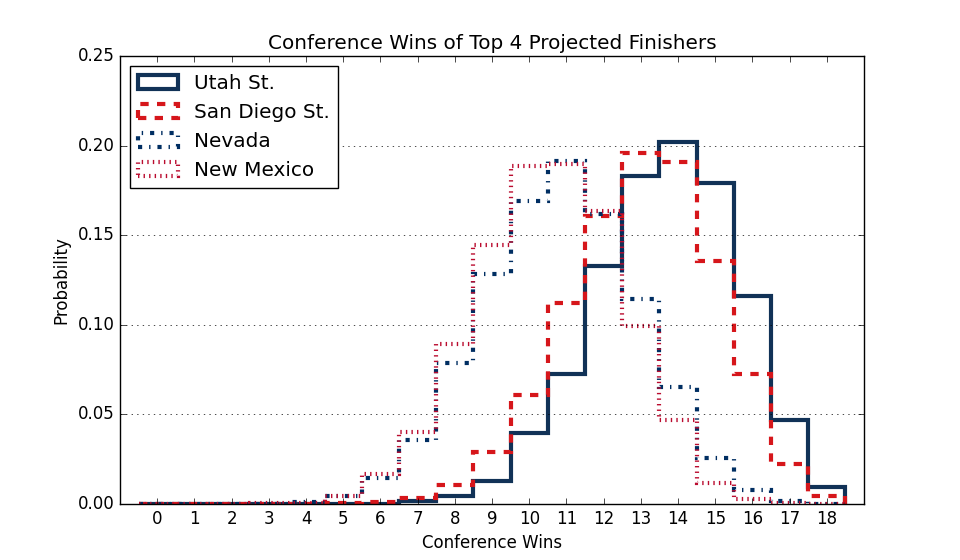 Conference Wins of Top 4 Projected Finishers
0.25
Utah St.
San Diego St.
Nevada
New Mexico
0.20
0.15
Probability
0.10
0.05
0.00
0 1 2 3 4 5 6 7 8 9 10 11 12 13 14 15 16 17 18
Conference Wins